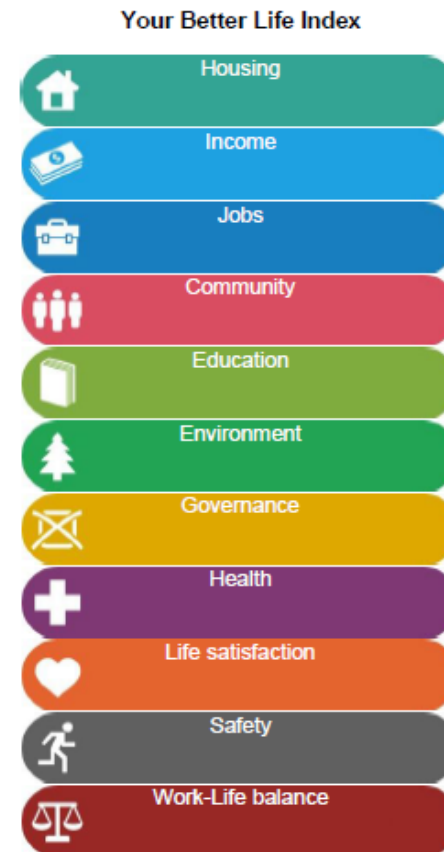 Your Better Life Index
Housing
Income
Jobs
Community
Education
Environment
Governance
Health
Life satisfaction
Safety
Work-Life balance